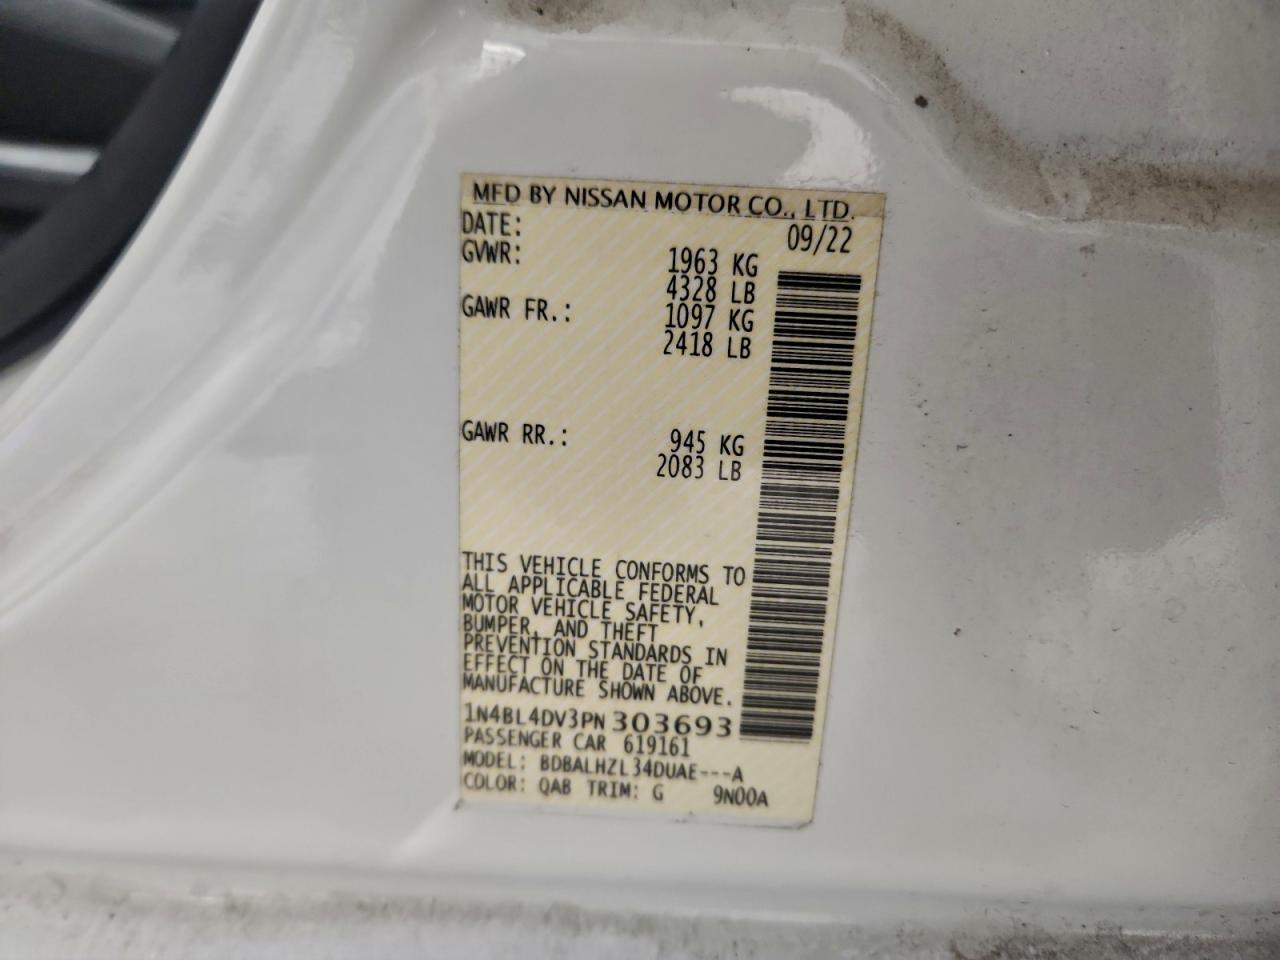 MFD BY NISSAN MOTOR CO., LTD.
DATE: 09/22
GVWR: 1963 KG
4328 LB
GAWR FR.: 1097 KG
2418 LB
GAWR RR.: 945 KG
2083 LB
THIS VEHICLE CONFORMS TO
ALL APPLICABLE FEDERAL
MOTOR VEHICLE SAFETY,
BUMPER, AND THEFT
PREVENTION STANDARDS IN
EFFECT ON THE DATE OF
MANUFACTURE SHOWN ABOVE.
1N4BL4DV3PN303693
PASSENGER CAR 619161
MODEL: BDBALHZL34DUAE---A
COLOR: QAB TRIM: G 9N00A